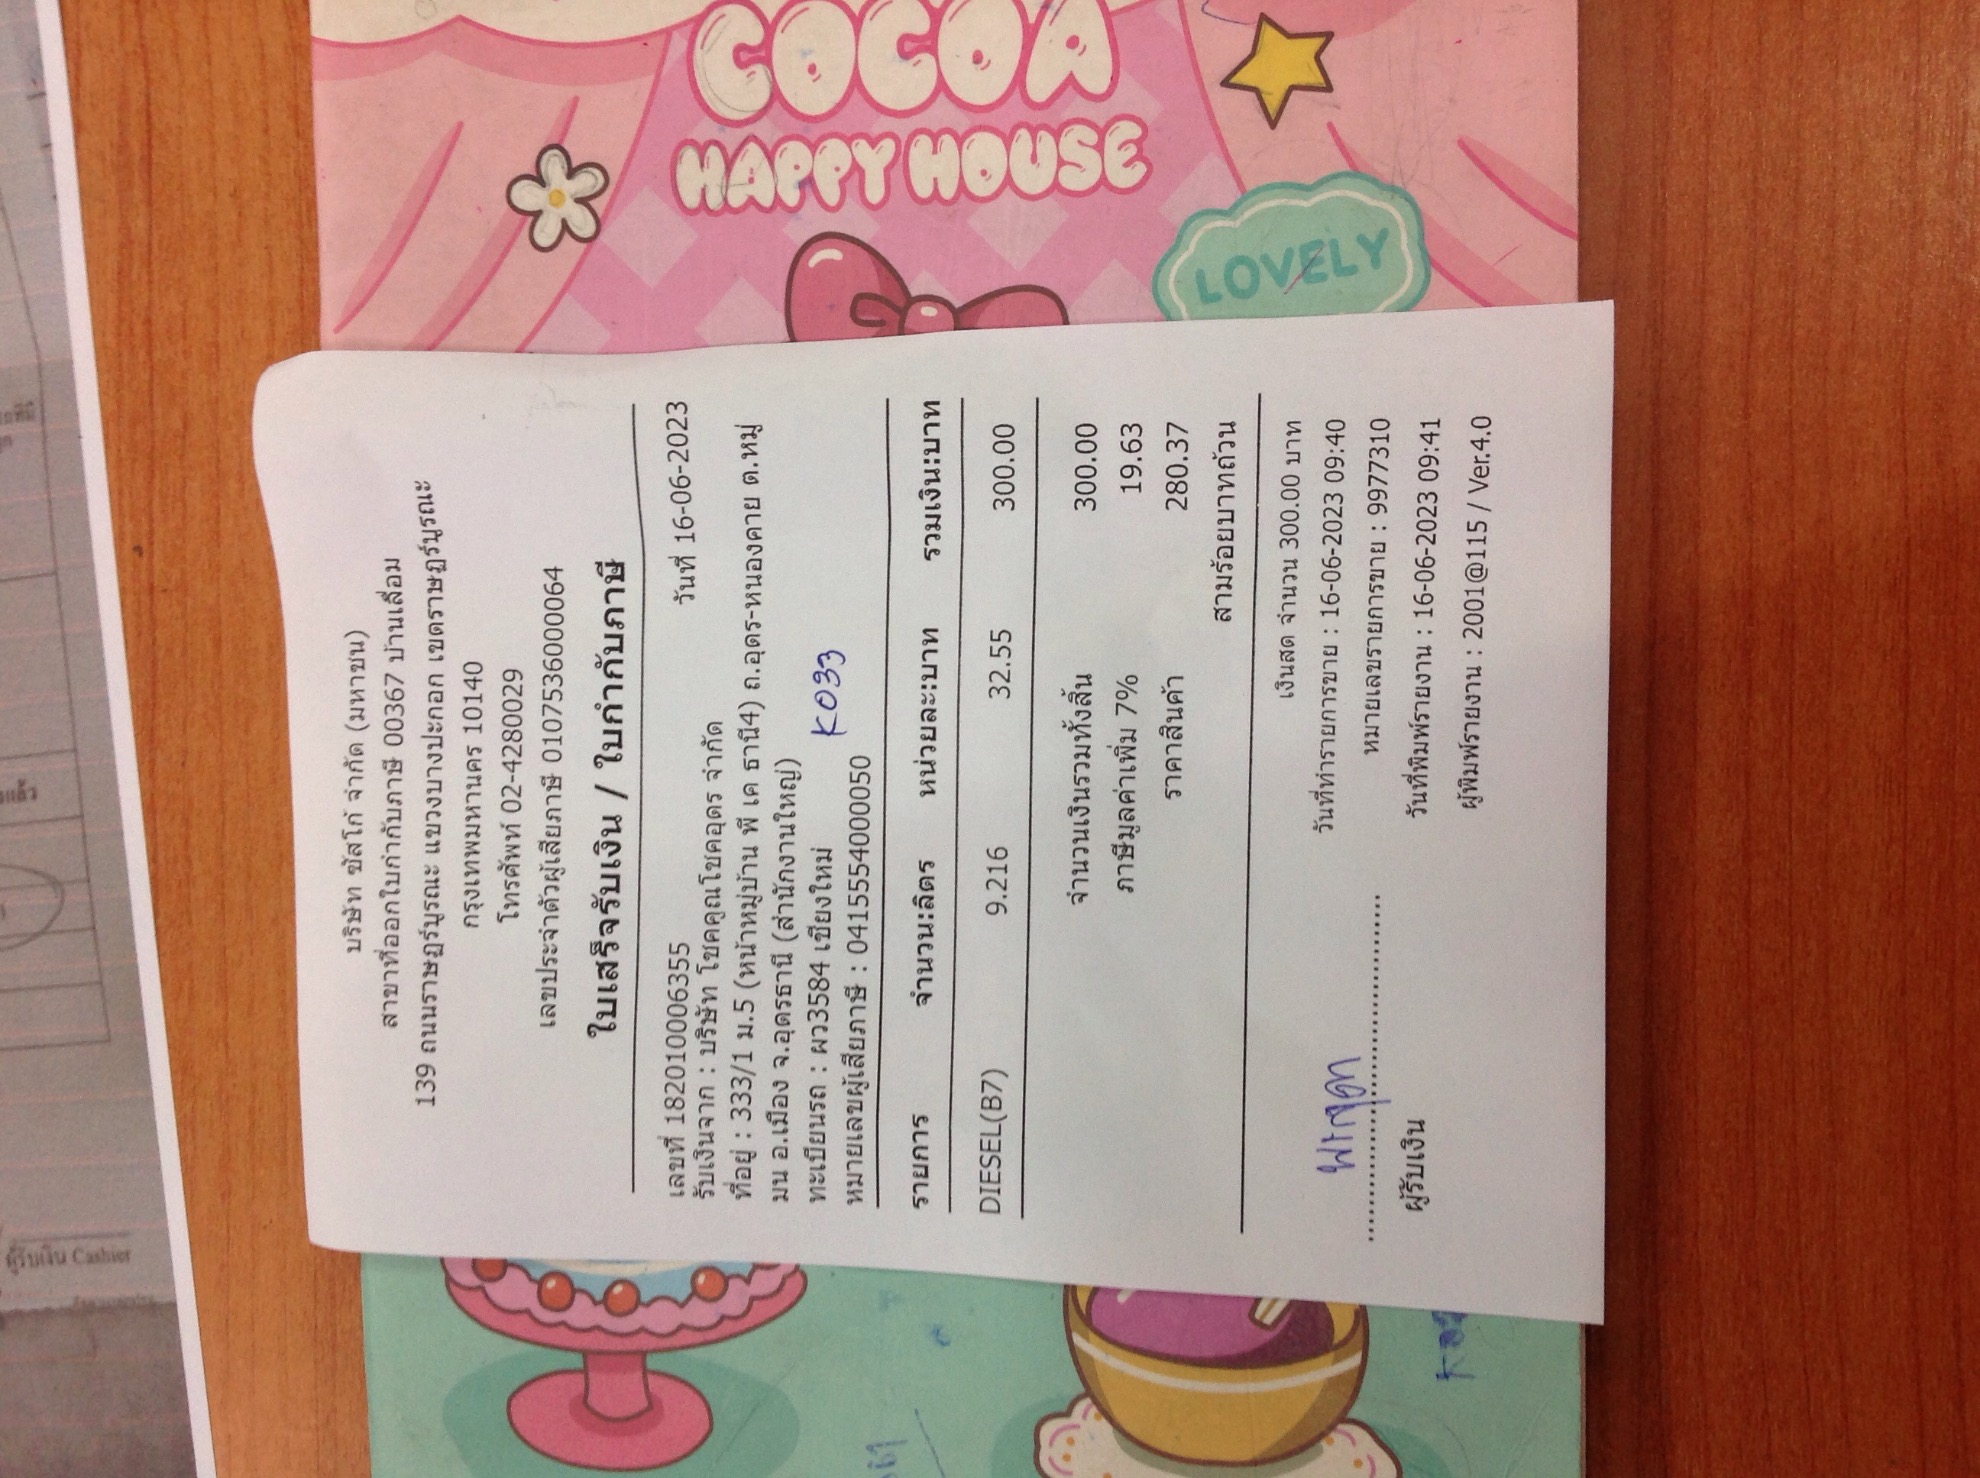 บริษัท ซัสโก้ จำกัด (มหาชน)
สาขาที่ออกใบกำกับภาษี 00367 บ้านเลื่อม
139 ถนนราษฎร์บูรณะ แขวงบางปะกอก เขตราษฎร์บูรณะ
กรุงเทพมหานคร 10140
โทรศัพท์ 02-4280029
เลขประจำตัวผู้เสียภาษี 0107536000064
ใบเสร็จรับเงิน / ใบกำกับภาษี
เลขที่ 1820100006355 วันที่ 16-06-2023
รับเงินจาก : บริษัท โชคคูณโชคอุดร จำกัด
ที่อยู่ : 333/1 ม.5 (หน้าหมู่บ้าน พี เค ธานี4) ถ.อุดร-หนองคาย ต.หมู่
มน อ.เมือง จ.อุดรธานี (สำนักงานใหญ่)
ทะเบียนรถ : ผว3584 เชียงใหม่ K033
หมายเลขผู้เสียภาษี : 0415554000050
รายการ จำนวน:ลิตร หน่วยละ:บาท รวมเงิน:บาท
DIESEL(B7) 9.216 32.55 300.00
จำนวนเงินรวมทั้งสิ้น 300.00
ภาษีมูลค่าเพิ่ม 7% 19.63
ราคาสินค้า 280.37
สามร้อยบาทถ้วน
เงินสด จำนวน 300.00 บาท
วันที่ทำรายการขาย : 16-06-2023 09:40
หมายเลขรายการขาย : 9977310
วันที่พิมพ์รายงาน : 16-06-2023 09:41
ผู้พิมพ์รายงาน : 2001@115 / Ver.4.0
ผู้รับเงิน
COCOA
HAPPY HOUSE
LOVELY
ผู้รับเงิน Cashier